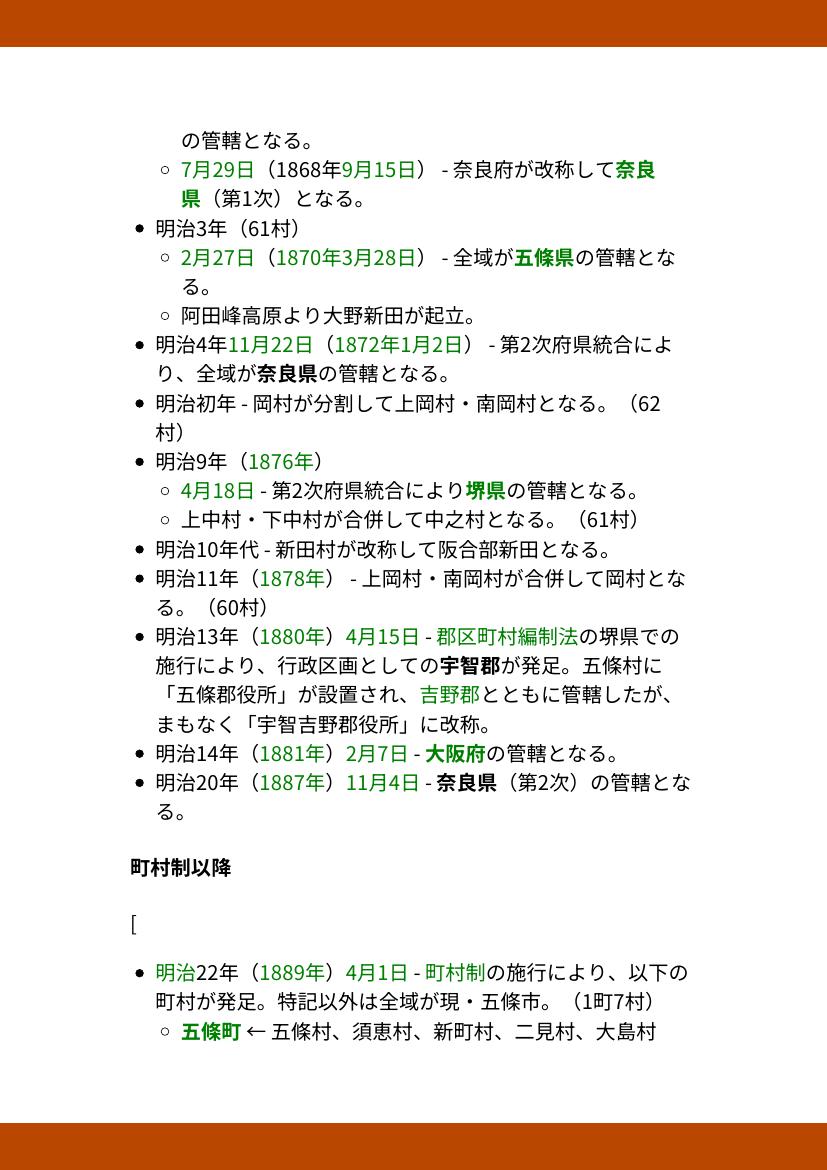 の管轄となる。
7月29日（1868年9月15日） - 奈良府が改称して奈良
県（第1次）となる。
明治3年（61村）
2月27日（1870年3月28日） - 全域が五條県の管轄とな
る。
阿田峰高原より大野新田が起立。
明治4年11月22日（1872年1月2日） - 第2次府県統合によ
り、全域が奈良県の管轄となる。
明治初年 - 岡村が分割して上岡村・南岡村となる。（62
村）
明治9年（1876年）
4月18日 - 第2次府県統合により堺県の管轄となる。
上中村・下中村が合併して中之村となる。（61村）
明治10年代 - 新田村が改称して阪合部新田となる。
明治11年（1878年） - 上岡村・南岡村が合併して岡村とな
る。（60村）
明治13年（1880年）4月15日 - 郡区町村編制法の堺県での
施行により、行政区画としての宇智郡が発足。五條村に
「五條郡役所」が設置され、吉野郡とともに管轄したが、
まもなく「宇智吉野郡役所」に改称。
明治14年（1881年）2月7日 - 大阪府の管轄となる。
明治20年（1887年）11月4日 - 奈良県（第2次）の管轄とな
る。
町村制以降
[
明治22年（1889年）4月1日 - 町村制の施行により、以下の
町村が発足。特記以外は全域が現・五條市。（1町7村）
五條町 ← 五條村、須恵村、新町村、二見村、大島村